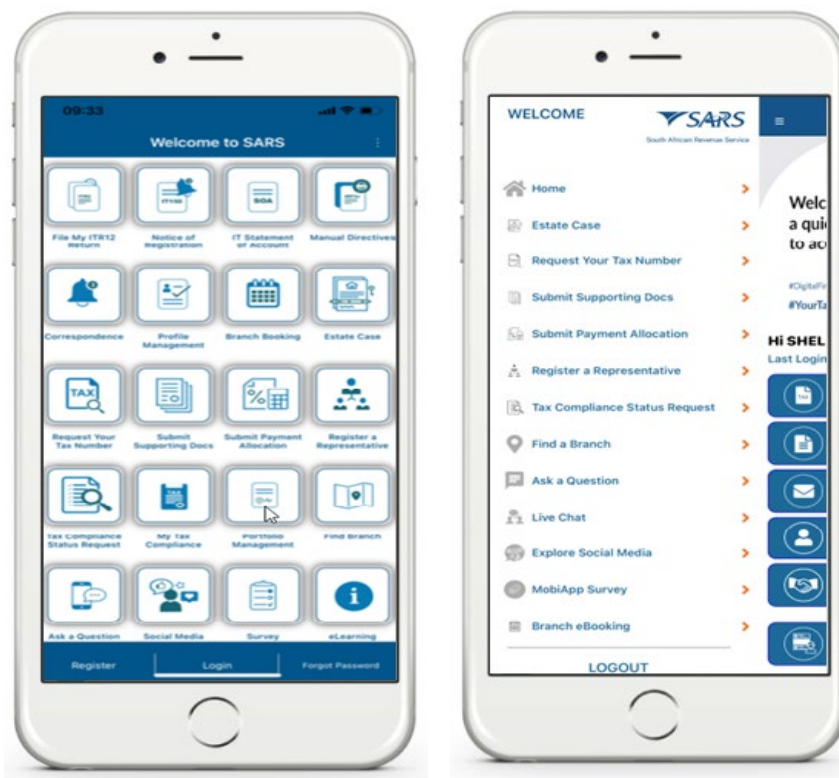 09:33
Welcome to SARS
File My ITR12
Return
Notice of
Registration
IT Statement
of Account
Manual Directives
Correspondence
Profile
Management
Branch Booking
Estate Case
Request Your
Tax Number
Submit
Supporting Docs
Submit Payment
Allocation
Register a
Representative
Tax Compliance
Status Request
My Tax
Compliance
Portfolio
Management
Find Branch
Ask a Question
Social Media
Survey
eLearning
Register
Login
Forgot Password
SOA
TAX
WELCOME
SARS
South African Revenue Service
Home
Estate Case
Request Your Tax Number
Submit Supporting Docs
Submit Payment Allocation
Register a Representative
Tax Compliance Status Request
Find a Branch
Ask a Question
Live Chat
Explore Social Media
MobiApp Survey
Branch eBooking
LOGOUT
Welc
a qui
to acc
#DigitalFir
#YourTa
Hi SHEL
Last Login